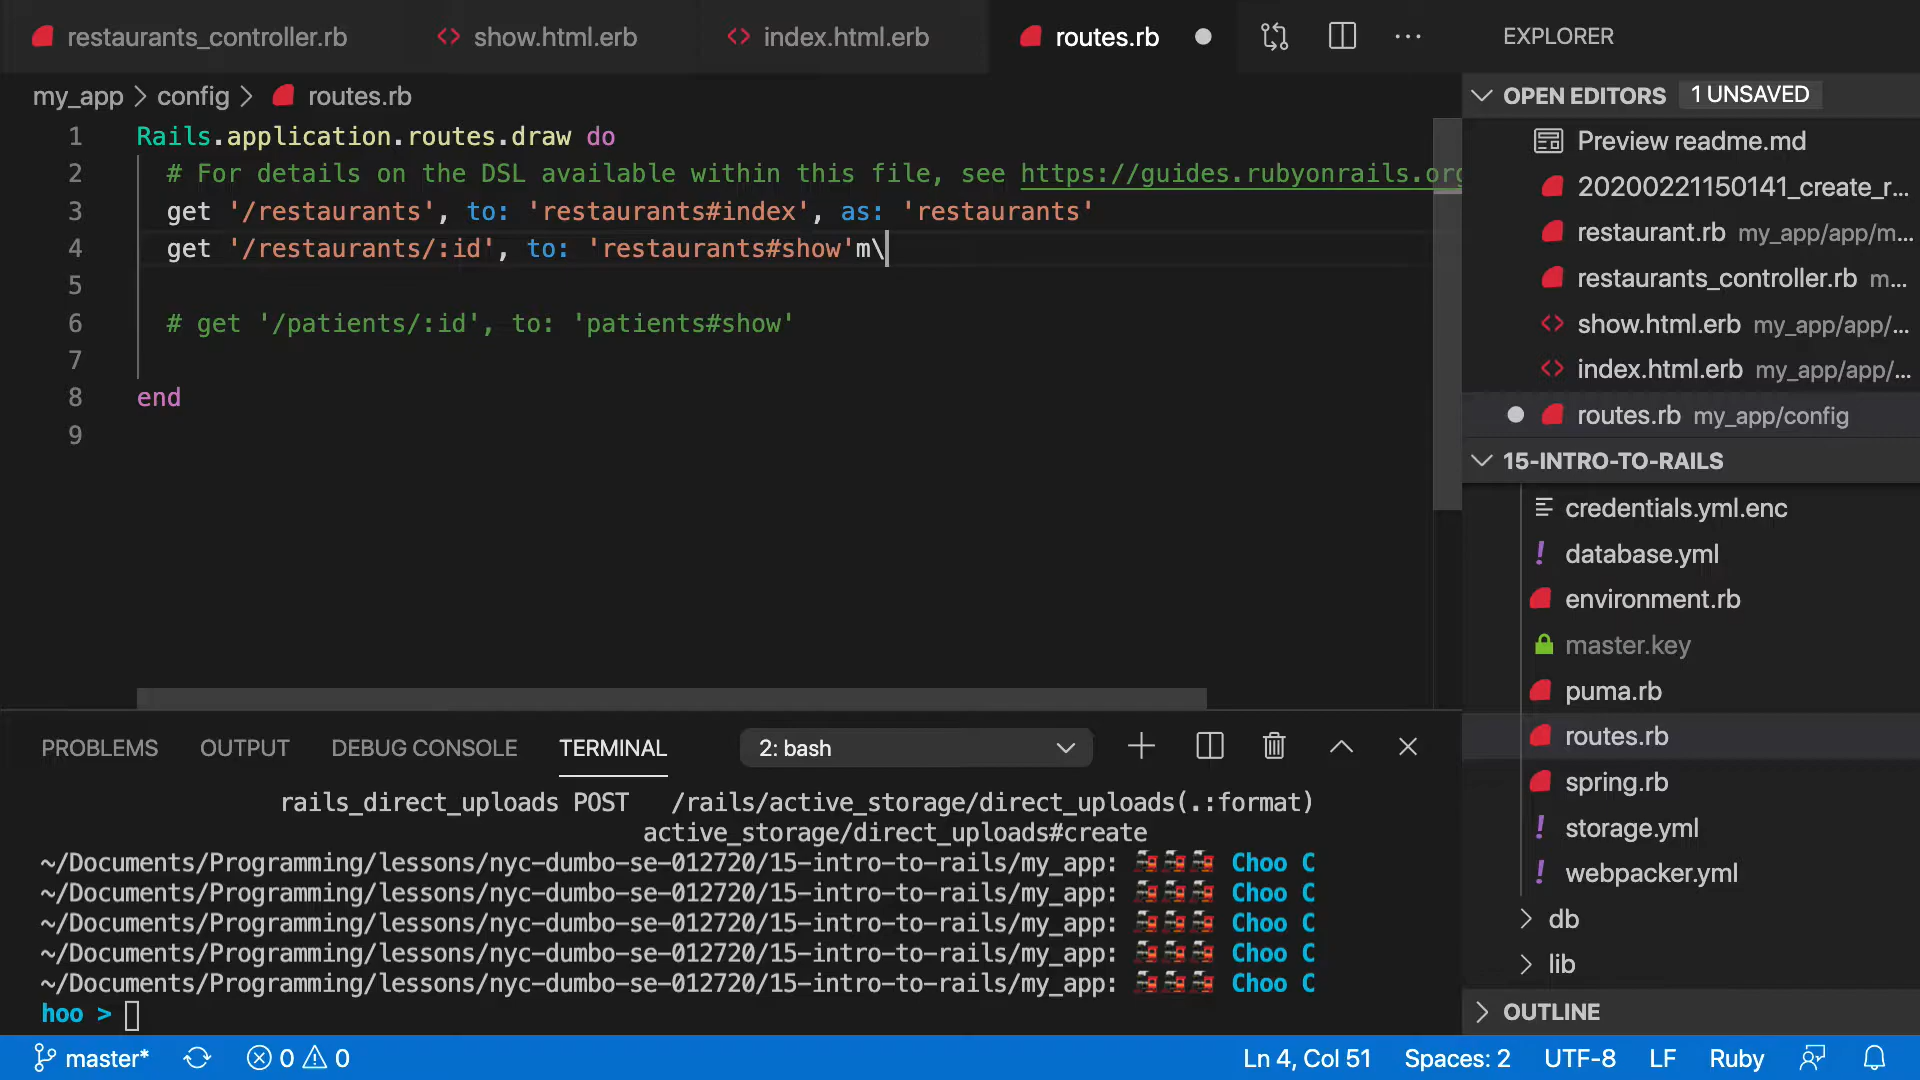 restaurants_controller.rb
show.html.erb
index.html.erb
routes.rb
EXPLORER
my_app > config > routes.rb
1 Rails.application.routes.draw do
2 # For details on the DSL available within this file, see https://guides.rubyonrails.org
3 get '/restaurants', to: 'restaurants#index', as: 'restaurants'
4 get '/restaurants/:id', to: 'restaurants#show'm\
5
6 # get '/patients/:id', to: 'patients#show'
7
8 end
9
OPEN EDITORS 1 UNSAVED
Preview readme.md
20200221150141_create_r...
restaurant.rb my_app/app/m...
restaurants_controller.rb m...
show.html.erb my_app/app/...
index.html.erb my_app/app/...
routes.rb my_app/config
15-INTRO-TO-RAILS
credentials.yml.enc
database.yml
environment.rb
master.key
puma.rb
routes.rb
spring.rb
storage.yml
webpacker.yml
> db
> lib
> OUTLINE
PROBLEMS OUTPUT DEBUG CONSOLE TERMINAL 2: bash
rails_direct_uploads POST /rails/active_storage/direct_uploads(.:format)
active_storage/direct_uploads#create
~/Documents/Programming/lessons/nyc-dumbo-se-012720/15-intro-to-rails/my_app: 🚂🚂🚂 Choo C
~/Documents/Programming/lessons/nyc-dumbo-se-012720/15-intro-to-rails/my_app: 🚂🚂🚂 Choo C
~/Documents/Programming/lessons/nyc-dumbo-se-012720/15-intro-to-rails/my_app: 🚂🚂🚂 Choo C
~/Documents/Programming/lessons/nyc-dumbo-se-012720/15-intro-to-rails/my_app: 🚂🚂🚂 Choo C
~/Documents/Programming/lessons/nyc-dumbo-se-012720/15-intro-to-rails/my_app: 🚂🚂🚂 Choo C
hoo >
master* 0 0 Ln 4, Col 51 Spaces: 2 UTF-8 LF Ruby